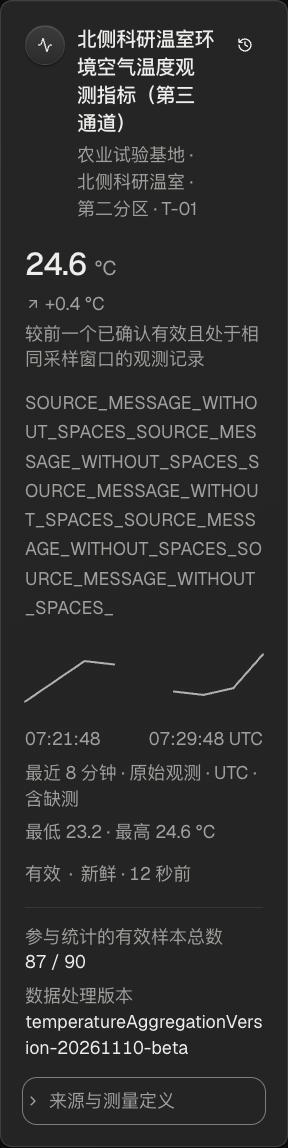 北侧科研温室环
境空气温度观
测指标（第三
通道）
农业试验基地 ·
北侧科研温室 ·
第二分区 · T-01
24.6 °C
↗ +0.4 °C
较前一个已确认有效且处于相
同采样窗口的观测记录
SOURCE_MESSAGE_WITHO
UT_SPACES_SOURCE_MES
SAGE_WITHOUT_SPACES_S
OURCE_MESSAGE_WITHOU
T_SPACES_SOURCE_MESS
AGE_WITHOUT_SPACES_SO
URCE_MESSAGE_WITHOUT
_SPACES_
07:21:48 07:29:48 UTC
最近 8 分钟 · 原始观测 · UTC ·
含缺测
最低 23.2 · 最高 24.6 °C
有效 · 新鲜 · 12 秒前
参与统计的有效样本总数
87 / 90
数据处理版本
temperatureAggregationVers
ion-20261110-beta
来源与测量定义